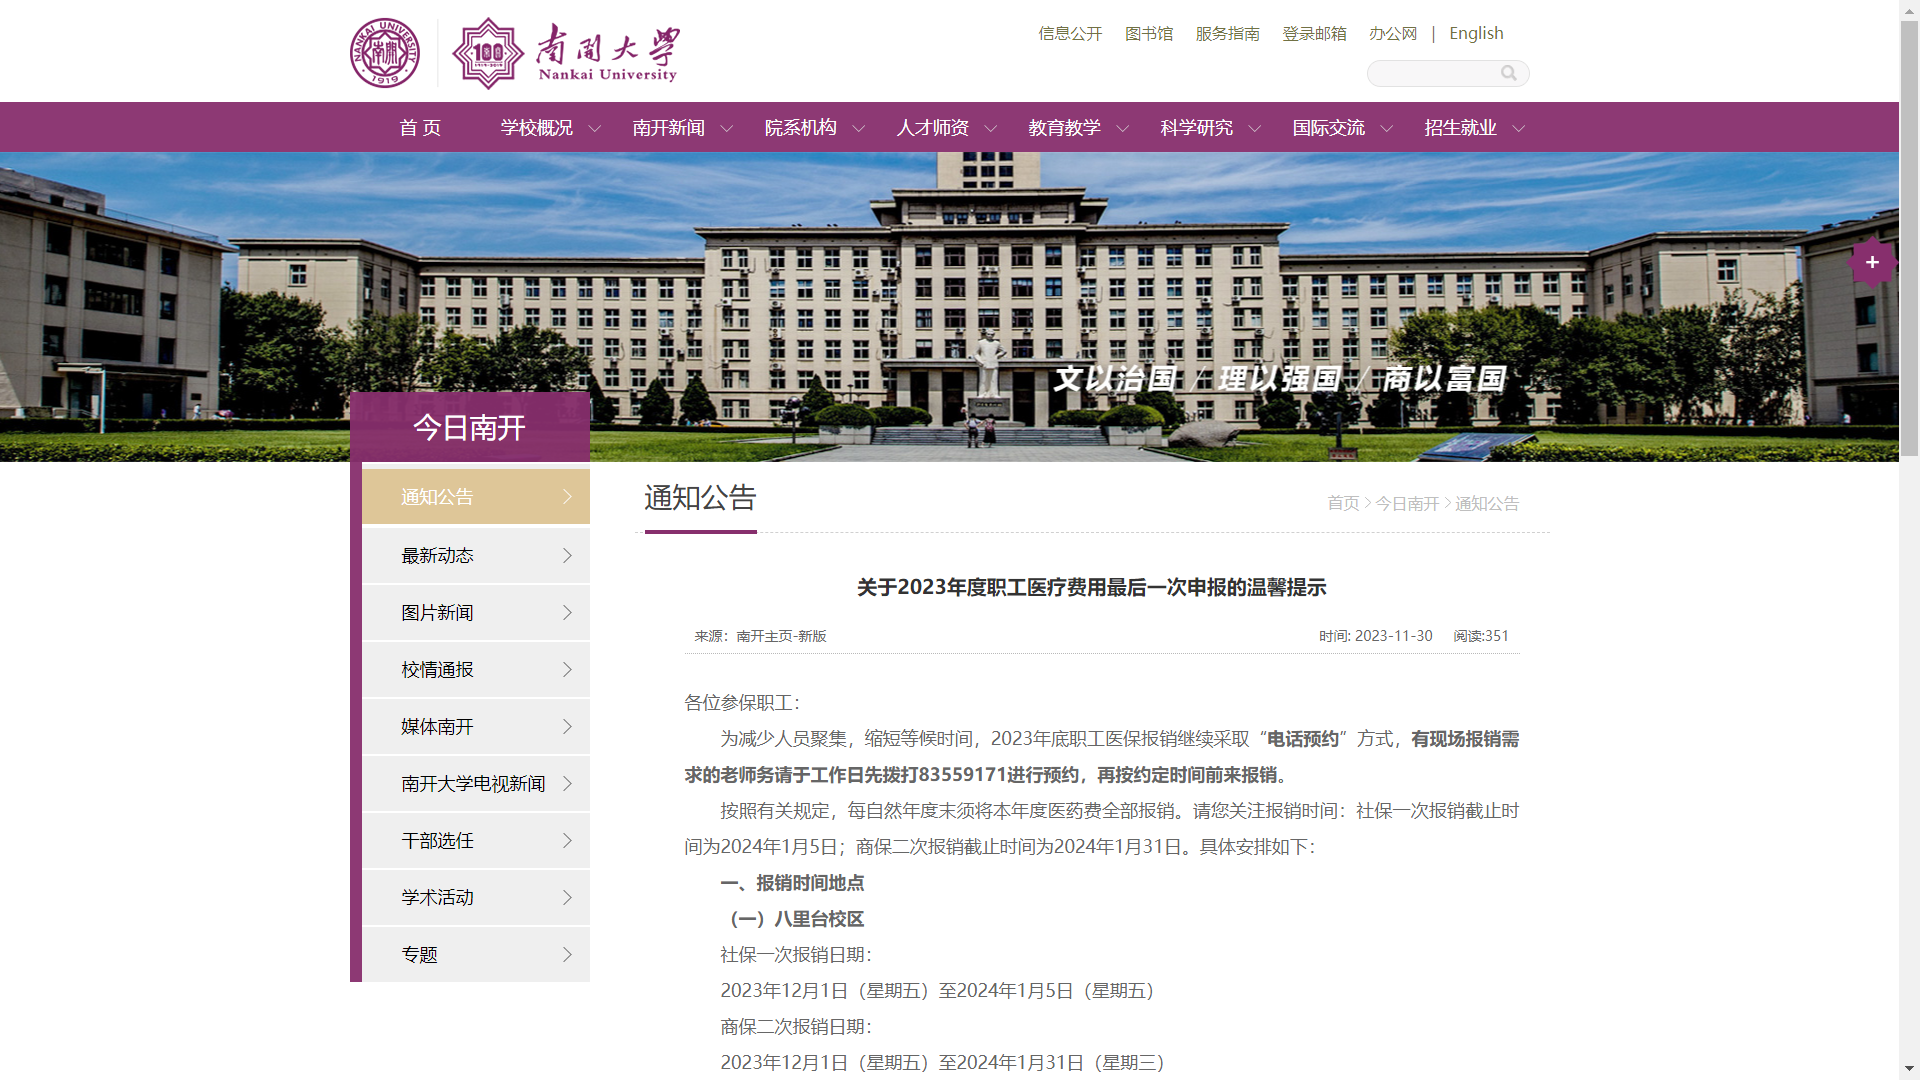 NANKAI UNIVERSITY
南開
1919
100
1919-2019
南开大学
Nankai University
信息公开 图书馆 服务指南 登录邮箱 办公网 | English
首 页 学校概况 南开新闻 院系机构 人才师资 教育教学 科学研究 国际交流 招生就业
+
文以治国 / 理以强国 / 商以富国
今日南开
通知公告
最新动态
图片新闻
校情通报
媒体南开
南开大学电视新闻
干部选任
学术活动
专题
通知公告
首页 > 今日南开 > 通知公告
关于2023年度职工医疗费用最后一次申报的温馨提示
来源：南开主页-新版 时间: 2023-11-30 阅读:351
各位参保职工：
为减少人员聚集，缩短等候时间，2023年底职工医保报销继续采取“电话预约”方式，有现场报销需
求的老师务请于工作日先拨打83559171进行预约，再按约定时间前来报销。
按照有关规定，每自然年度末须将本年度医药费全部报销。请您关注报销时间：社保一次报销截止时
间为2024年1月5日；商保二次报销截止时间为2024年1月31日。具体安排如下：
一、报销时间地点
（一）八里台校区
社保一次报销日期：
2023年12月1日（星期五）至2024年1月5日（星期五）
商保二次报销日期：
2023年12月1日（星期五）至2024年1月31日（星期三）